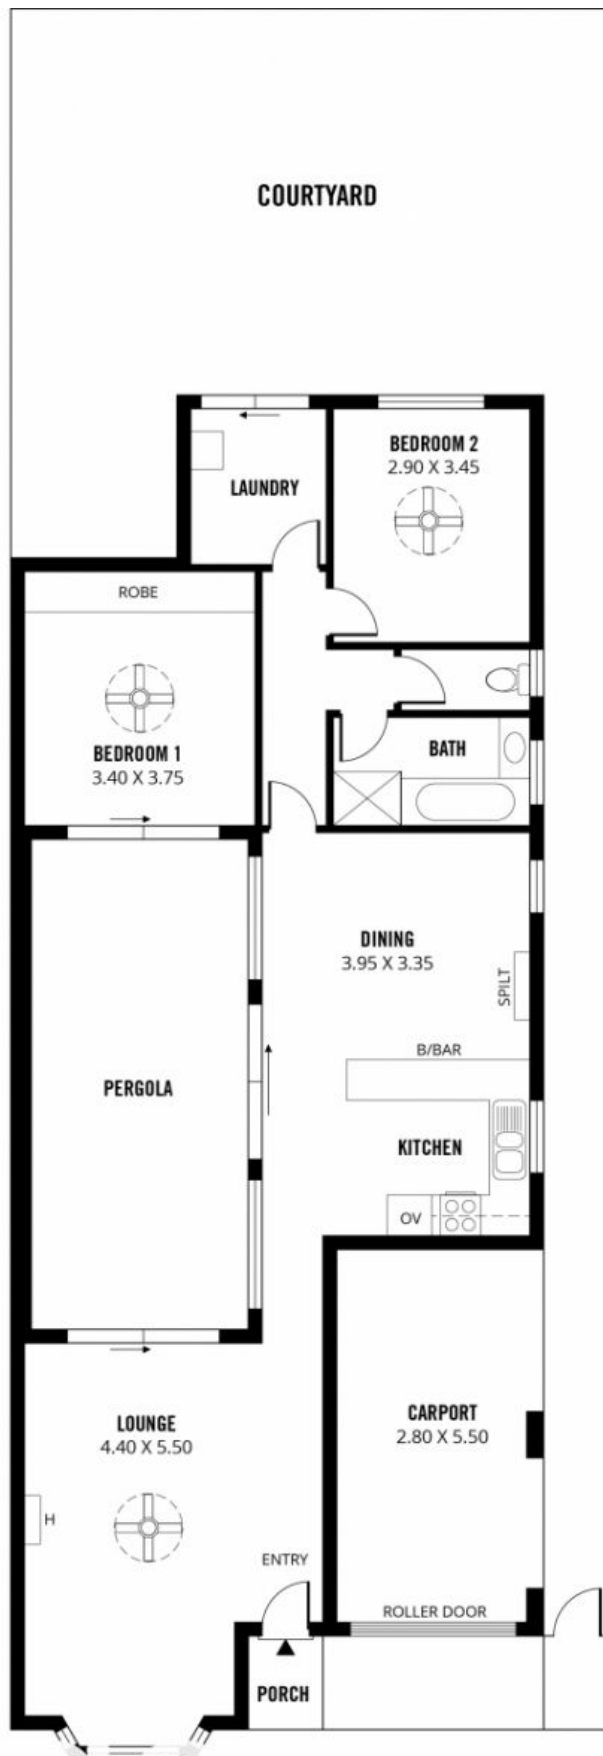 COURTYARD
BEDROOM 2
2.90 X 3.45
LAUNDRY
ROBE
BEDROOM 1
3.40 X 3.75
BATH
DINING
3.95 X 3.35
SPILT
B/BAR
PERGOLA
KITCHEN
OV
LOUNGE
4.40 X 5.50
CARPORT
2.80 X 5.50
H
ENTRY
ROLLER DOOR
PORCH